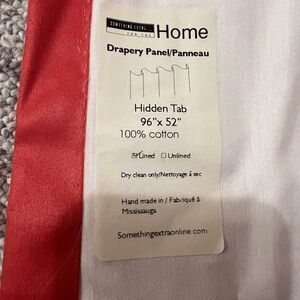 SOMETHING EXTRA
FOR THE
Home
Drapery Panel/Panneau
Hidden Tab
96"x 52"
100% cotton
☑ Lined ☐ Unlined
Dry clean only/Nettoyage à sec
Hand made in / Fabriqué à
Mississauga
Somethingextraonline.com